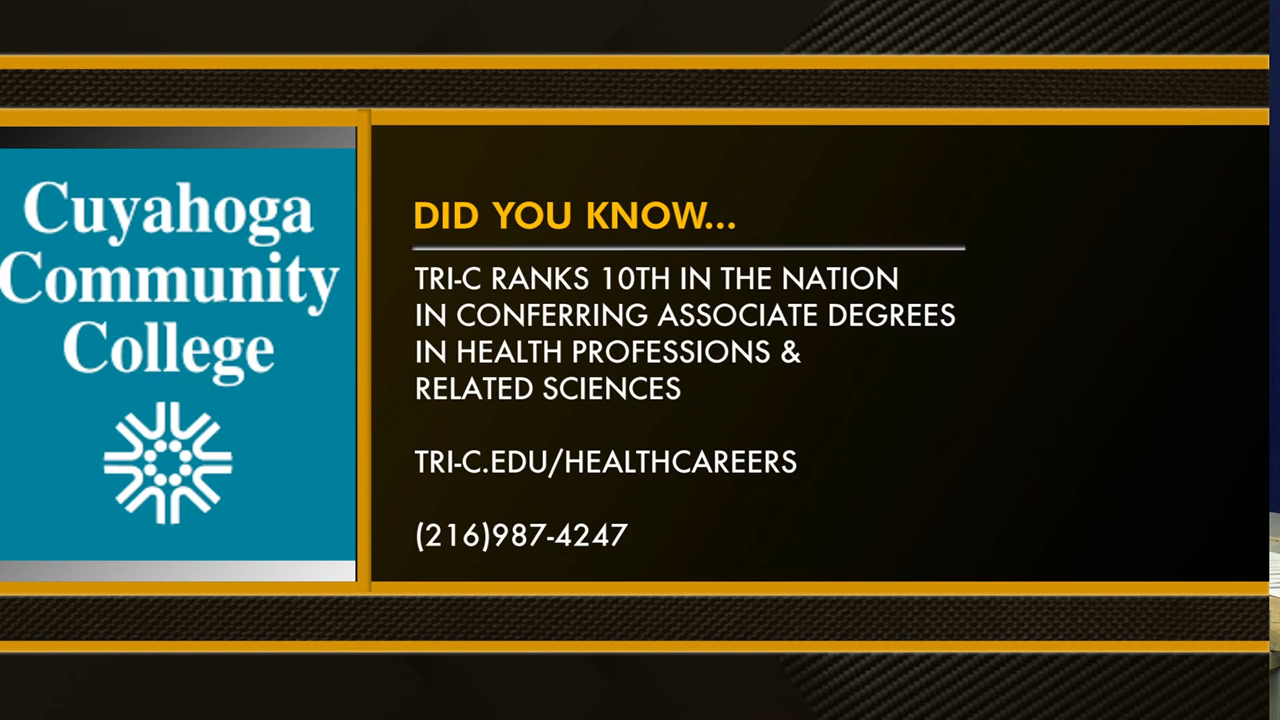 Cuyahoga
Community
College
DID YOU KNOW...
TRI-C RANKS 10TH IN THE NATION
IN CONFERRING ASSOCIATE DEGREES
IN HEALTH PROFESSIONS &
RELATED SCIENCES
TRI-C.EDU/HEALTHCAREERS
(216)987-4247